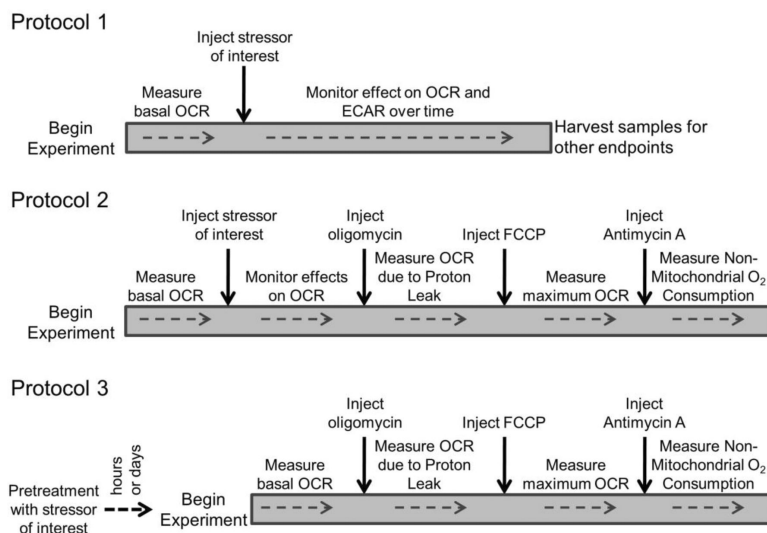 Protocol 1
Inject stressor
of interest
Measure
basal OCR
Monitor effect on OCR and
ECAR over time
Begin
Experiment
Harvest samples for
other endpoints
Protocol 2
Inject stressor
of interest
Inject
oligomycin
Inject FCCP
Inject
Antimycin A
Measure
basal OCR
Monitor effects
on OCR
Measure OCR
due to Proton
Leak
Measure
maximum OCR
Measure Non-
Mitochondrial O₂
Consumption
Begin
Experiment
Protocol 3
Inject
oligomycin
Inject FCCP
Inject
Antimycin A
Measure
basal OCR
Measure OCR
due to Proton
Leak
Measure
maximum OCR
Measure Non-
Mitochondrial O₂
Consumption
Pretreatment
with stressor
of interest
hours
or days
Begin
Experiment